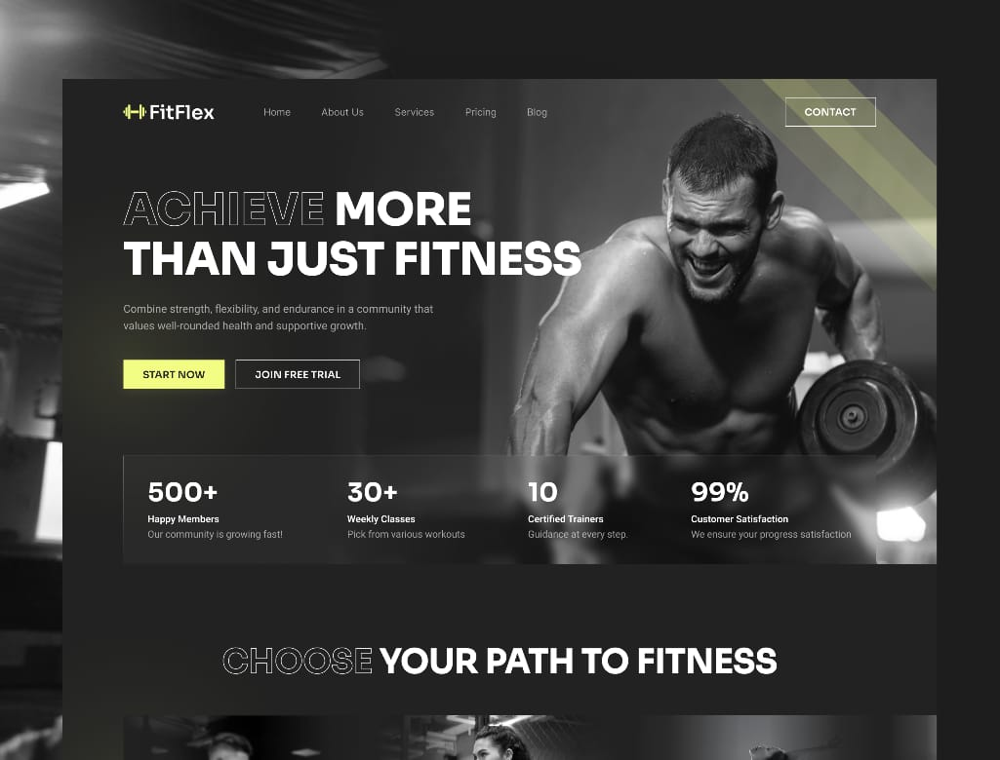 FitFlex
Home About Us Services Pricing Blog
CONTACT
ACHIEVE MORE
THAN JUST FITNESS
Combine strength, flexibility, and endurance in a community that
values well-rounded health and supportive growth.
START NOW JOIN FREE TRIAL
500+ 30+ 10 99%
Happy Members Weekly Classes Certified Trainers Customer Satisfaction
Our community is growing fast! Pick from various workouts Guidance at every step. We ensure your progress satisfaction
CHOOSE YOUR PATH TO FITNESS